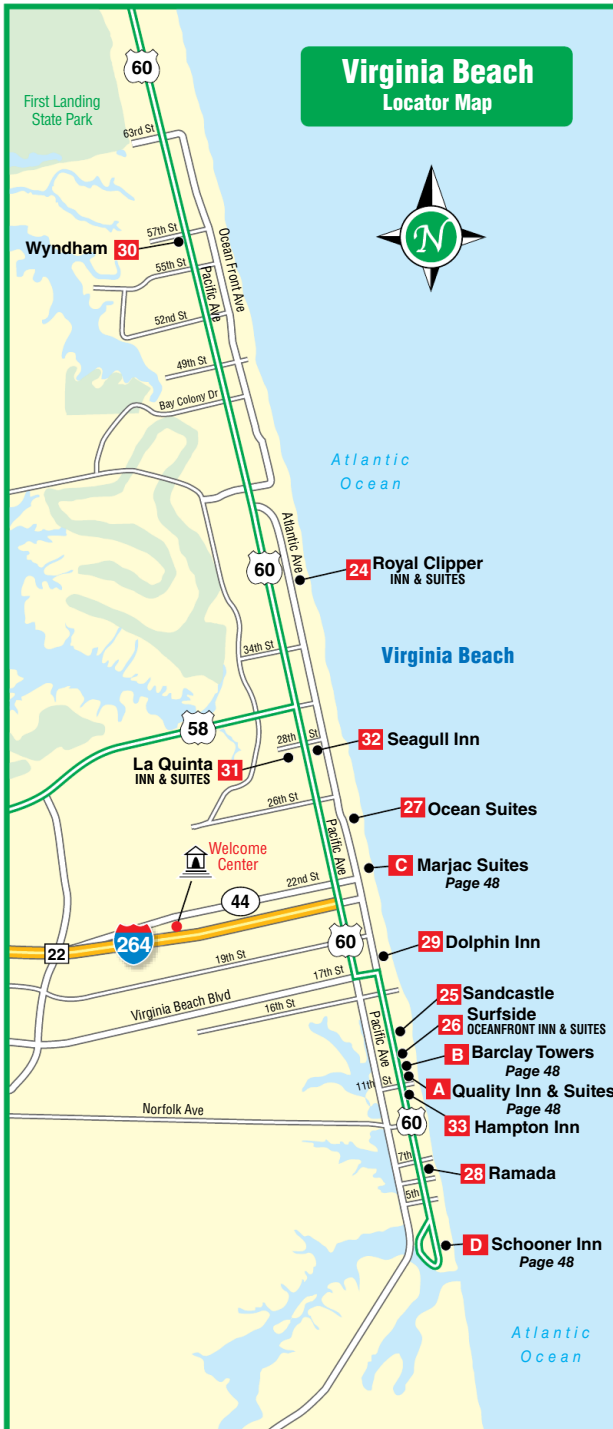 Virginia Beach
Locator Map
60
First Landing
State Park
N
63rd St
57th St
Wyndham 30
Ocean Front Ave
55th St
Pacific Ave
52nd St
49th St
Bay Colony Dr
Atlantic
Ocean
Atlantic Ave
60
24 Royal Clipper
INN & SUITES
34th St
Virginia Beach
58
28th St
32 Seagull Inn
La Quinta 31
INN & SUITES
26th St
27 Ocean Suites
Pacific Ave
Welcome
Center
C Marjac Suites
Page 48
22nd St
44
264
22
60
19th St
29 Dolphin Inn
17th St
Virginia Beach Blvd
16th St
25 Sandcastle
26 Surfside
OCEANFRONT INN & SUITES
Pacific Ave
B Barclay Towers
Page 48
11th St
A Quality Inn & Suites
Page 48
Norfolk Ave
60
33 Hampton Inn
7th
28 Ramada
5th
D Schooner Inn
Page 48
Atlantic
Ocean